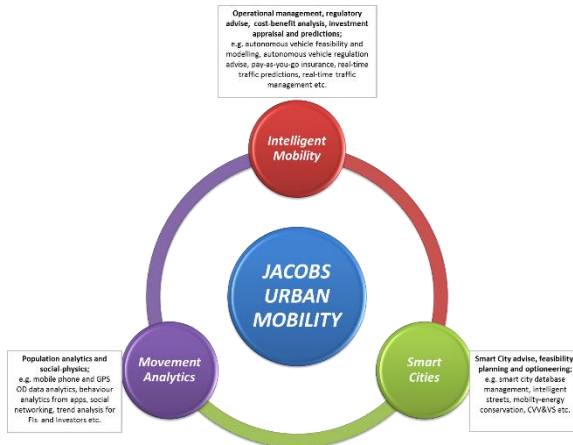 Operational management, regulatory
advise, cost-benefit analysis, investment
appraisal and predictions;
e.g. autonomous vehicle feasibility and
modelling, autonomous vehicle regulation
advise, pay-as-you-go insurance, real-time
traffic predictions, real-time traffic
management etc.
Intelligent
Mobility
JACOBS
URBAN
MOBILITY
Movement
Analytics
Smart
Cities
Population analytics and
social-physics;
e.g. mobile phone and GPS
OD data analytics, behaviour
analytics from apps, social
networking, trend analysis for
FIs and Investors etc.
Smart City advise, feasibility
planning and optioneering;
e.g. smart city database
management, intelligent
streets, mobilty-energy
conservation, CVV&VS etc.